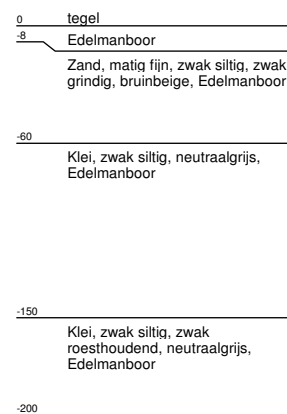 0 tegel
-8 Edelmanboor
Zand, matig fijn, zwak siltig, zwak
grindig, bruinbeige, Edelmanboor
-60
Klei, zwak siltig, neutraalgrijs,
Edelmanboor
-150
Klei, zwak siltig, zwak
roesthoudend, neutraalgrijs,
Edelmanboor
-200